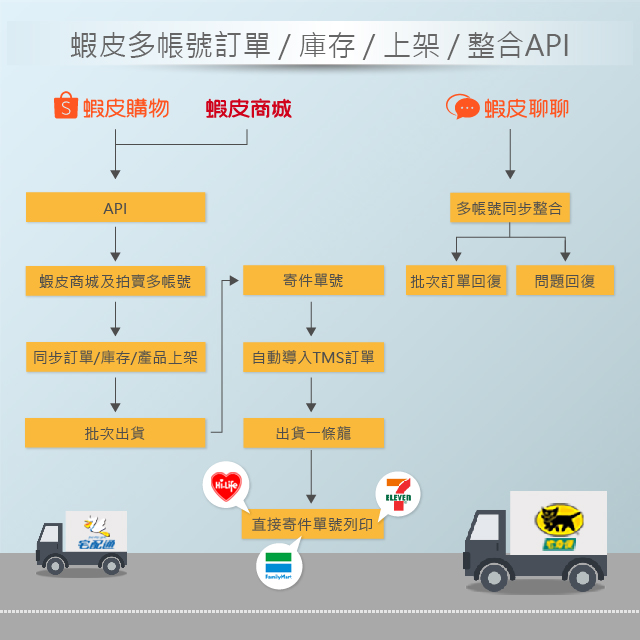 蝦皮多帳號訂單 / 庫存 / 上架 / 整合API
S 蝦皮購物
蝦皮商城
蝦皮聊聊
API
多帳號同步整合
蝦皮商城及拍賣多帳號
寄件單號
批次訂單回復
問題回復
同步訂單/庫存/產品上架
自動導入TMS訂單
批次出貨
出貨一條龍
Hi-Life
7
ELEVEN
直接寄件單號列印
宅配通
宅急便
FamilyMart